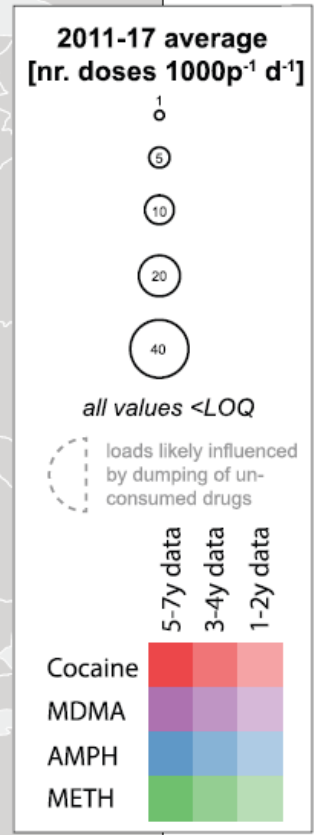 2011-17 average
[nr. doses 1000p⁻¹ d⁻¹]
1
5
10
20
40
all values <LOQ
loads likely influenced
by dumping of un-
consumed drugs
5-7y data
3-4y data
1-2y data
Cocaine
MDMA
AMPH
METH